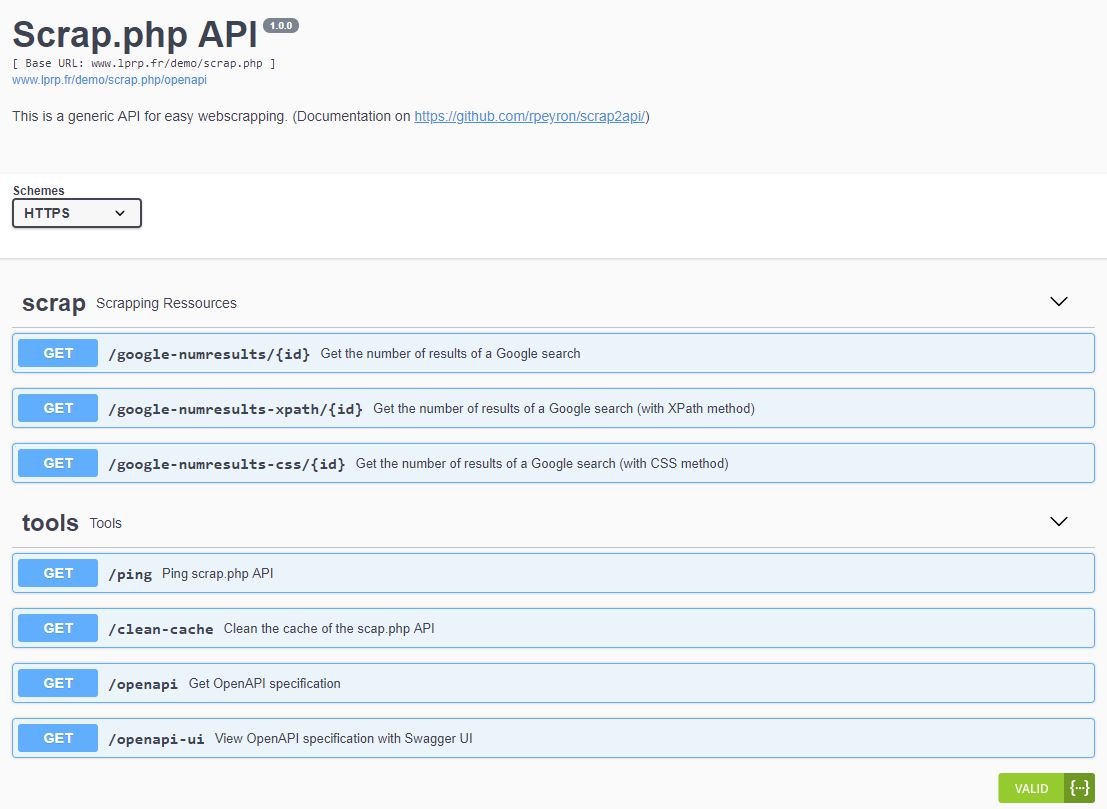 Scrap.php API 1.0.0
[ Base URL: www.lprp.fr/demo/scrap.php ]
www.lprp.fr/demo/scrap.php/openapi
This is a generic API for easy webscrapping. (Documentation on https://github.com/rpeyron/scrap2api/)
Schemes
HTTPS
scrap Scrapping Ressources
GET /google-numresults/{id} Get the number of results of a Google search
GET /google-numresults-xpath/{id} Get the number of results of a Google search (with XPath method)
GET /google-numresults-css/{id} Get the number of results of a Google search (with CSS method)
tools Tools
GET /ping Ping scrap.php API
GET /clean-cache Clean the cache of the scap.php API
GET /openapi Get OpenAPI specification
GET /openapi-ui View OpenAPI specification with Swagger UI
VALID {...}